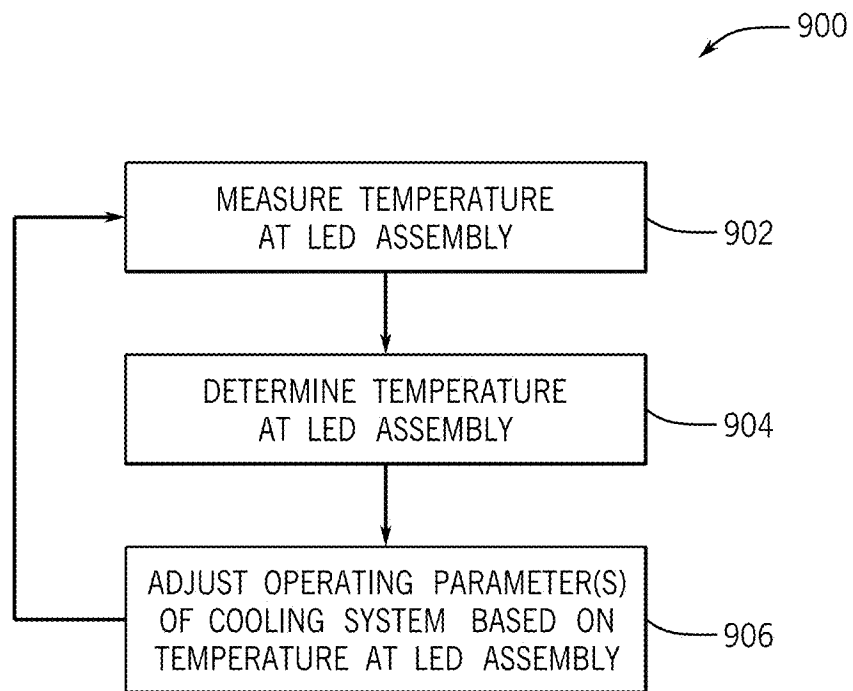 900
MEASURE TEMPERATURE
AT LED ASSEMBLY
902
DETERMINE TEMPERATURE
AT LED ASSEMBLY
904
ADJUST OPERATING PARAMETER(S)
OF COOLING SYSTEM BASED ON
TEMPERATURE AT LED ASSEMBLY
906